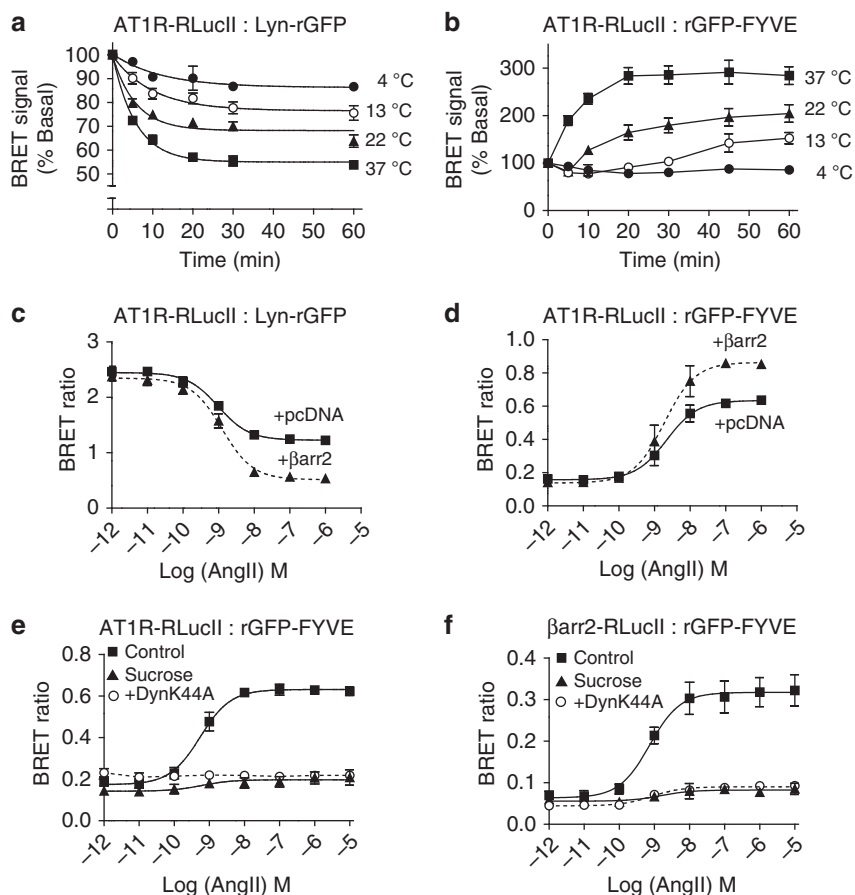 a
AT1R-RLucII : Lyn-rGFP
BRET signal
(% Basal)
100
90
80
70
60
50
4 °C
13 °C
22 °C
37 °C
0 10 20 30 40 50 60
Time (min)
b
AT1R-RLucII : rGFP-FYVE
BRET signal
(% Basal)
300
200
100
0
37 °C
22 °C
13 °C
4 °C
0 10 20 30 40 50 60
Time (min)
c
AT1R-RLucII : Lyn-rGFP
BRET ratio
3
2
1
0
+pcDNA
+βarr2
–12 –11 –10 –9 –8 –7 –6 –5
Log (AngII) M
d
AT1R-RLucII : rGFP-FYVE
BRET ratio
1.0
0.8
0.6
0.4
0.2
0.0
+βarr2
+pcDNA
–12 –11 –10 –9 –8 –7 –6 –5
Log (AngII) M
e
AT1R-RLucII : rGFP-FYVE
BRET ratio
0.8
0.6
0.4
0.2
0.0
Control
Sucrose
+DynK44A
–12 –11 –10 –9 –8 –7 –6 –5
Log (AngII) M
f
βarr2-RLucII : rGFP-FYVE
BRET ratio
0.4
0.3
0.2
0.1
0.0
Control
Sucrose
+DynK44A
–12 –11 –10 –9 –8 –7 –6 –5
Log (AngII) M